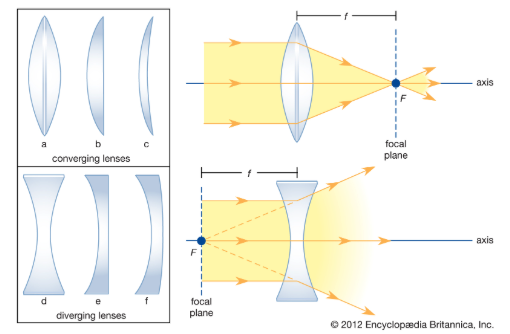 a
b
c
converging lenses
d
e
f
diverging lenses
f
F
axis
focal
plane
f
F
axis
focal
plane
© 2012 Encyclopædia Britannica, Inc.